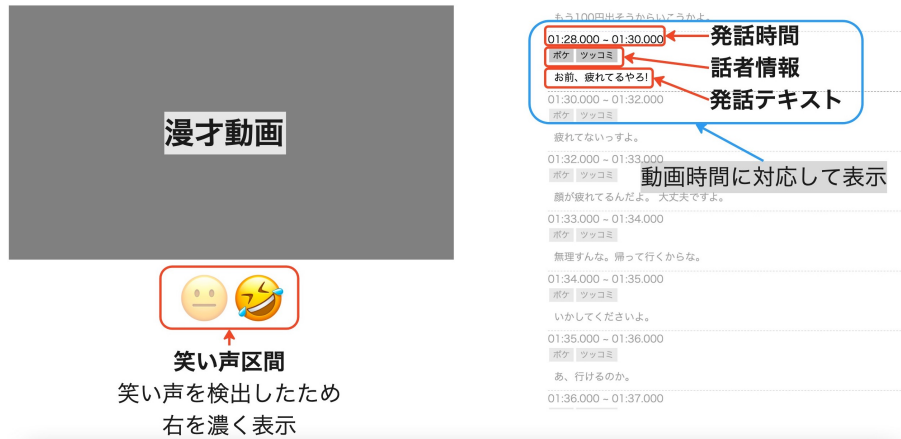 漫才動画
笑い声区間
笑い声を検出したため
右を濃く表示
もう100円出そうからいこうかよ。
01:28.000 ~ 01:30.000
ボケ ツッコミ
お前、疲れてるやろ!
発話時間
話者情報
発話テキスト
01:30.000 ~ 01:32.000
ボケ ツッコミ
疲れてないっすよ。
動画時間に対応して表示
01:32.000 ~ 01:33.000
ボケ ツッコミ
顔が疲れてるんだよ。 大丈夫ですよ。
01:33.000 ~ 01:34.000
ボケ ツッコミ
無理すんな。帰って行くからな。
01:34.000 ~ 01:35.000
ボケ ツッコミ
いかしてくださいよ。
01:35.000 ~ 01:36.000
ボケ ツッコミ
あ、行けるのか。
01:36.000 ~ 01:37.000